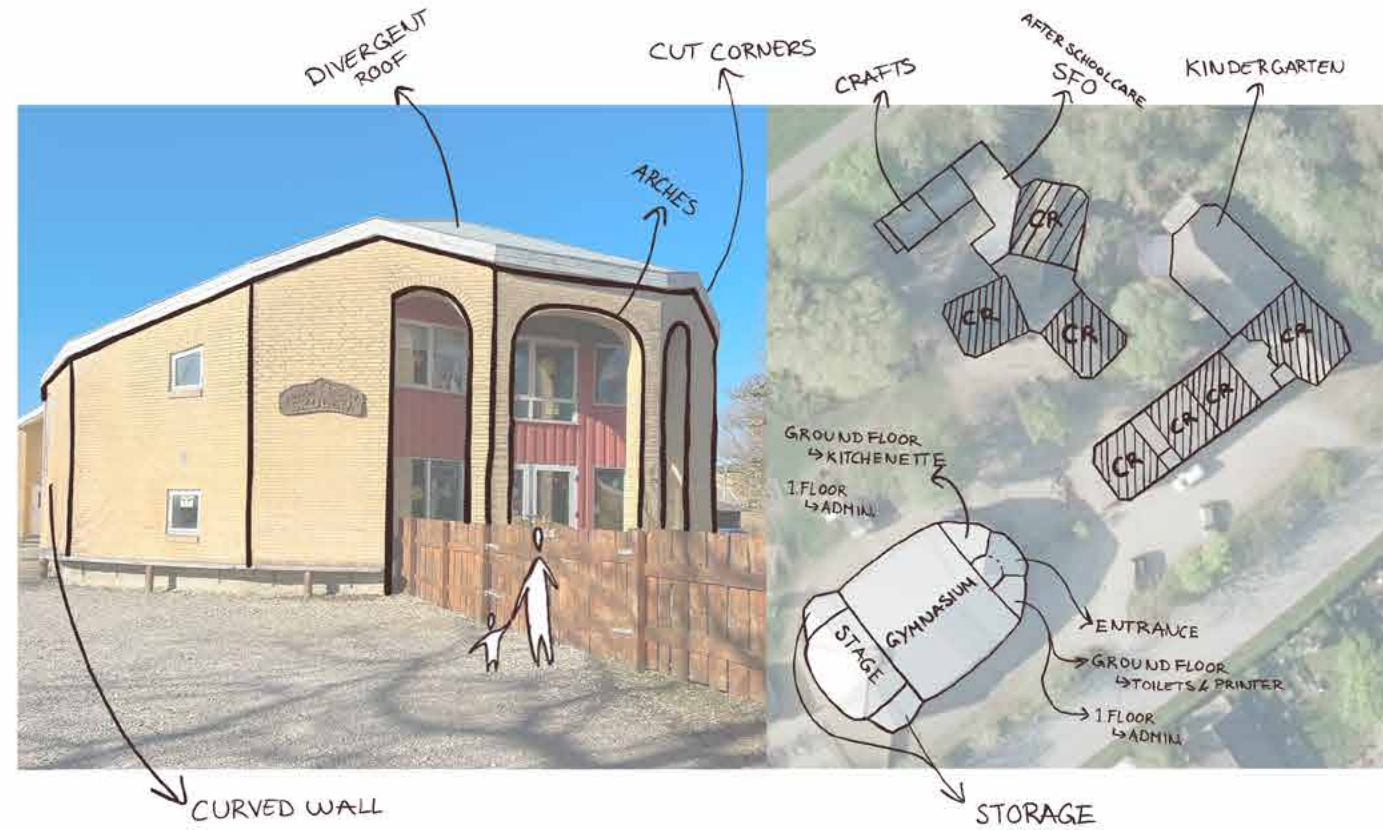 DIVERGENT
ROOF
CUT CORNERS
ARCHES
CURVED WALL
CRAFTS
AFTER SCHOOL CARE
SFO
KINDERGARTEN
CR
CR
CR
CR
CR
CR
CR
GROUND FLOOR
↳KITCHENETTE
1.FLOOR
↳ADMIN.
GYMNASIUM
STAGE
ENTRANCE
GROUND FLOOR
↳TOILETS & PRINTER
1 FLOOR
↳ADMIN.
STORAGE